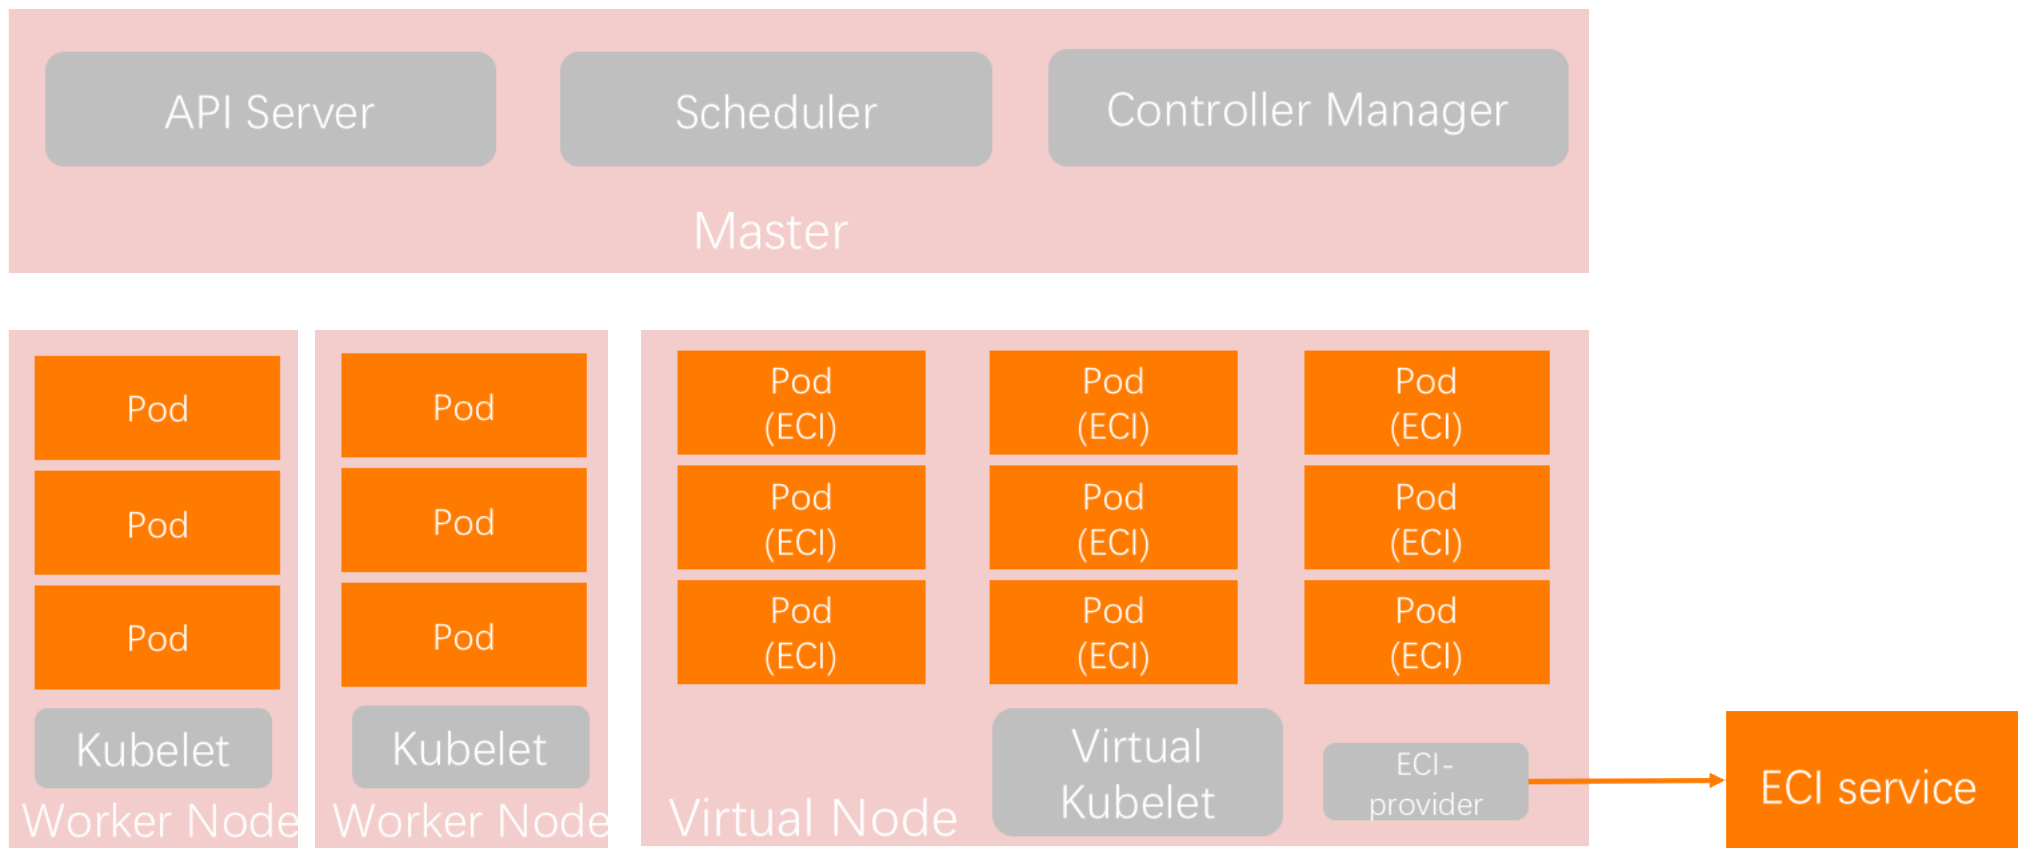 API Server
Scheduler
Controller Manager
Master
Pod
Pod
Pod
Kubelet
Worker Node
Pod
Pod
Pod
Kubelet
Worker Node
Pod
(ECI)
Pod
(ECI)
Pod
(ECI)
Pod
(ECI)
Pod
(ECI)
Pod
(ECI)
Pod
(ECI)
Pod
(ECI)
Pod
(ECI)
Virtual Node
Virtual
Kubelet
ECI-
provider
ECI service